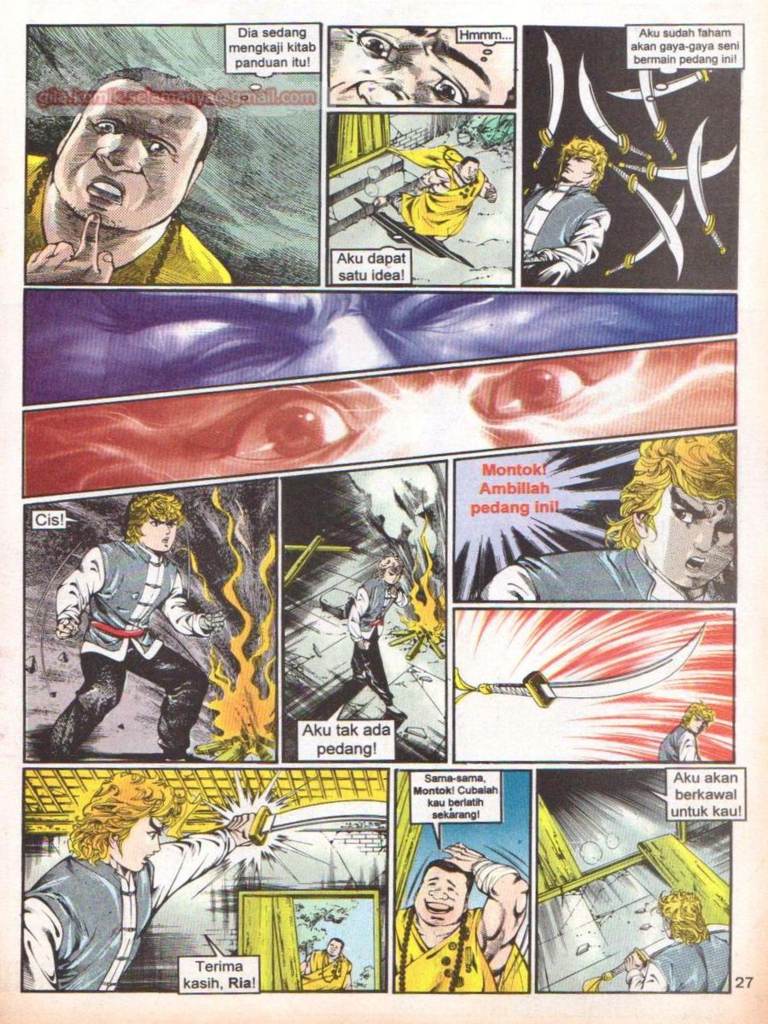 Dia sedang
mengkaji kitab
panduan itu!
gila.komik.selamanya@gmail.com
Hmmm...
Aku dapat
satu idea!
Aku sudah faham
akan gaya-gaya seni
bermain pedang ini!
Cis!
Aku tak ada
pedang!
Montok!
Ambillah
pedang ini!
Terima
kasih, Ria!
Sama-sama,
Montok! Cubalah
kau berlatih
sekarang!
Aku akan
berkawal
untuk kau!
27